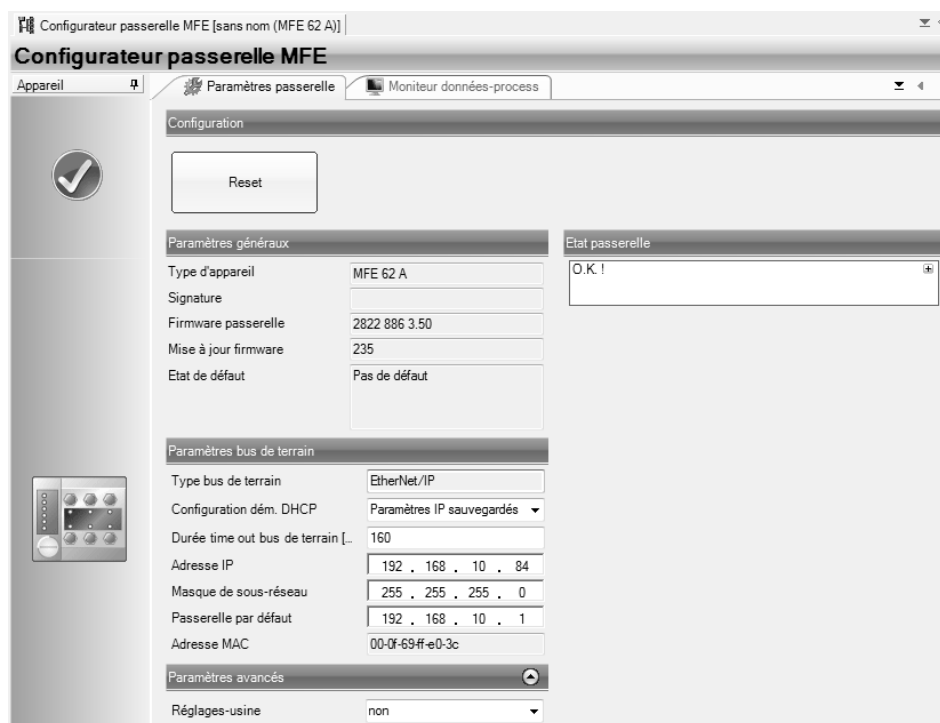 Configurateur passerelle MFE [sans nom (MFE 62 A)]
Configurateur passerelle MFE
Appareil
Paramètres passerelle
Moniteur données-process
Configuration
Reset
Paramètres généraux
Type d'appareil MFE 62 A
Signature
Firmware passerelle 2822 886 3.50
Mise à jour firmware 235
Etat de défaut Pas de défaut
Etat passerelle
O.K. !
Paramètres bus de terrain
Type bus de terrain EtherNet/IP
Configuration dém. DHCP Paramètres IP sauvegardés
Durée time out bus de terrain [... 160
Adresse IP 192 . 168 . 10 . 84
Masque de sous-réseau 255 . 255 . 255 . 0
Passerelle par défaut 192 . 168 . 10 . 1
Adresse MAC 00-0f-69-ff-e0-3c
Paramètres avancés
Réglages-usine non